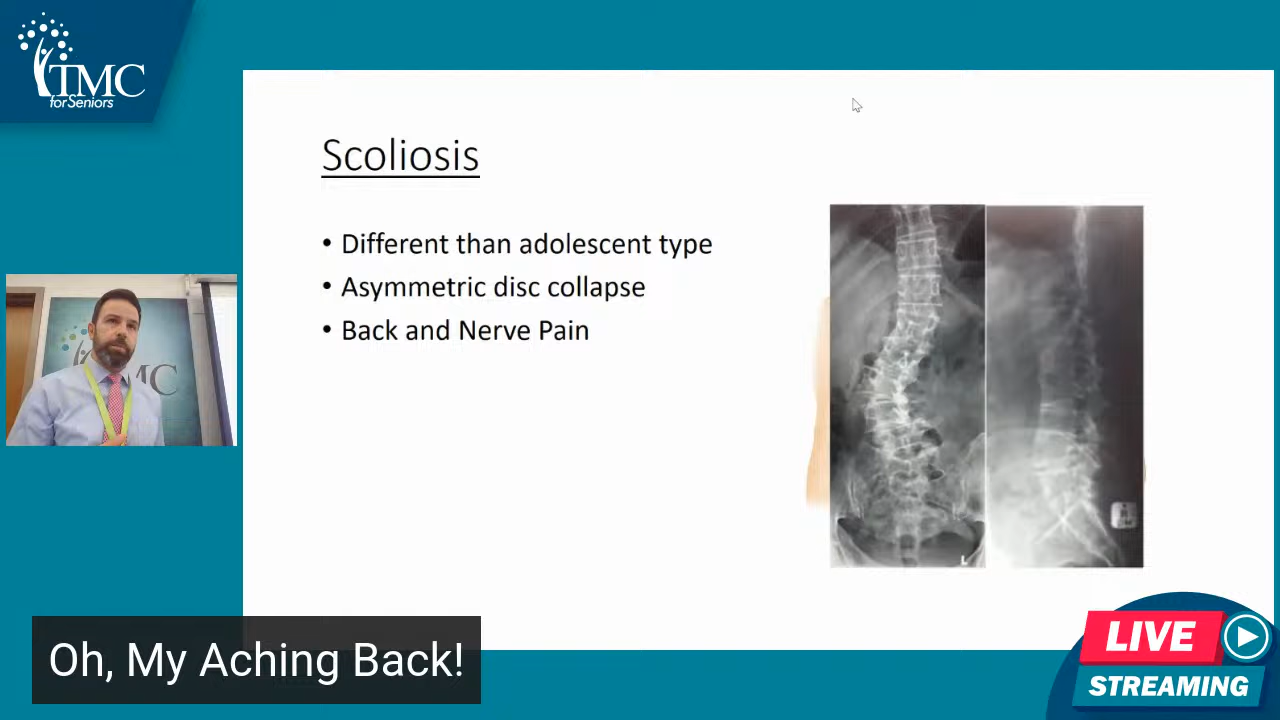 TMC
for Seniors
Scoliosis
• Different than adolescent type
• Asymmetric disc collapse
• Back and Nerve Pain
MC
L
Oh, My Aching Back!
LIVE
STREAMING